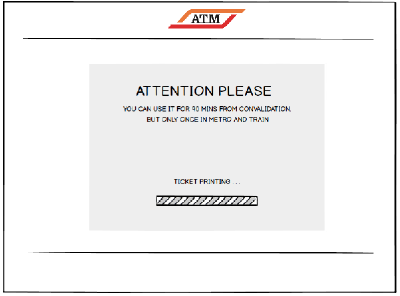 ATM
ATTENTION PLEASE
YOU CAN USE IT FOR 90 MINS FROM CONVALIDATION,
BUT ONLY ONCE IN METRO AND TRAIN
TICKET PRINTING ...